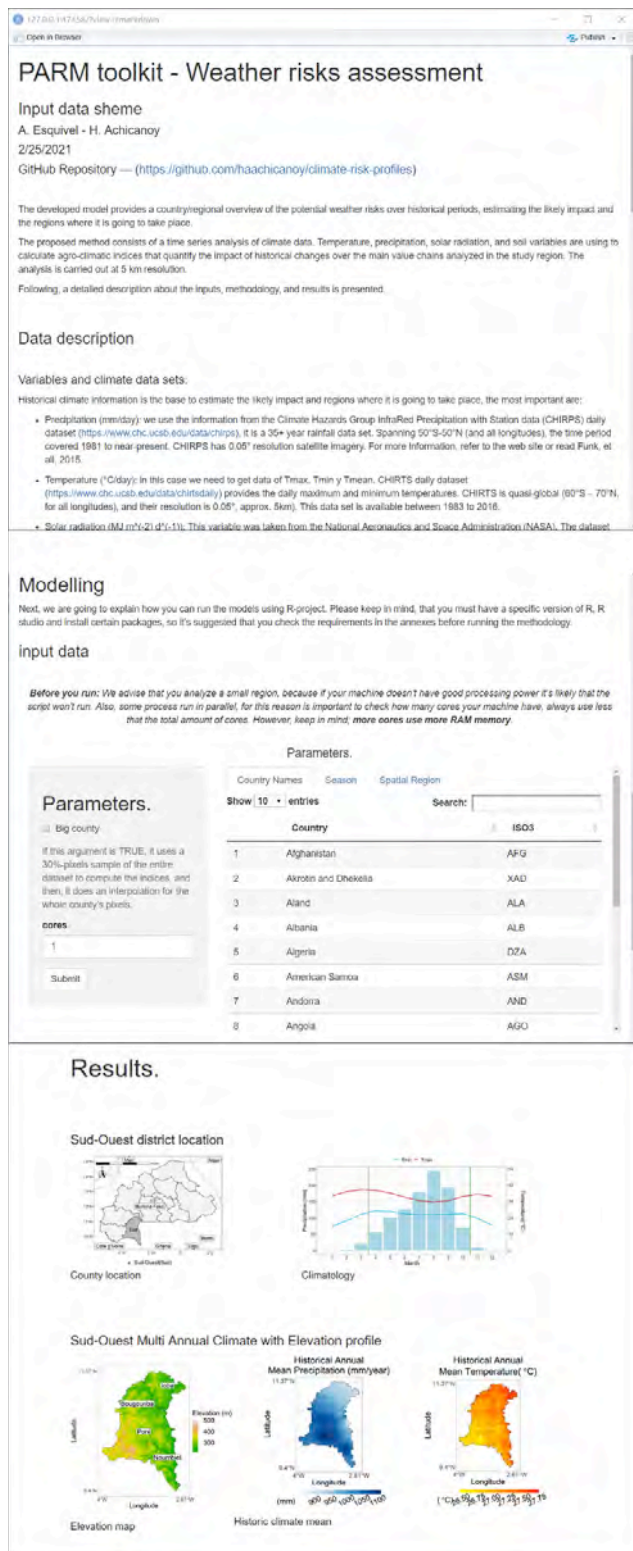 Open in Browser
Publish
PARM toolkit - Weather risks assessment
Input data sheme
A. Esquivel - H. Achicanoy
2/25/2021
GitHub Repository — (https://github.com/haachicanoy/climate-risk-profiles)
The developed model provides a country/regional overview of the potential weather risks over historical periods, estimating the likely impact and
the regions where it is going to take place.
The proposed method consists of a time series analysis of climate data. Temperature, precipitation, solar radiation, and soil variables are using to
calculate agro-climatic indices that quantify the impact of historical changes over the main value chains analyzed in the study region. The
analysis is carried out at 5 km resolution.
Following, a detailed description about the inputs, methodology, and results is presented.
Data description
Variables and climate data sets:
Historical climate information is the base to estimate the likely impact and regions where it is going to take place, the most important are:
• Precipitation (mm/day): we use the information from the Climate Hazards Group InfraRed Precipitation with Station data (CHIRPS) daily
dataset (https://www.chc.ucsb.edu/data/chirps), it is a 35+ year rainfall data set. Spanning 50°S-50°N (and all longitudes), the time period
covered 1981 to near-present. CHIRPS has 0.05° resolution satellite imagery. For more information, refer to the web site or read Funk, et
all, 2015.
• Temperature (°C/day): In this case we need to get data of Tmax, Tmin y Tmean. CHIRTS daily dataset
(https://www.chc.ucsb.edu/data/chirtsdaily) provides the daily maximum and minimum temperatures. CHIRTS is quasi-global (60°S – 70°N,
for all longitudes), and their resolution is 0.05°, approx. 5km). This data set is available between 1983 to 2016.
• Solar radiation (MJ m^(-2) d^(-1)): This variable was taken from the National Aeronautics and Space Administration (NASA). The dataset
Modelling
Next, we are going to explain how you can run the models using R-project. Please keep in mind, that you must have a specific version of R, R
studio and install certain packages, so it's suggested that you check the requirements in the annexes before running the methodology.
input data
Before you run: We advise that you analyze a small region, because if your machine doesn't have good processing power it's likely that the
script won't run. Also, some process run in parallel, for this reason is important to check how many cores your machine have, always use less
that the total amount of cores. However, keep in mind, more cores use more RAM memory.
Parameters.
Parameters.
Big county
If this argument is TRUE, it uses a
30%-pixels sample of the entire
dataset to compute the indices, and
then, it does an interpolation for the
whole county's pixels.
cores
1
Submit
Country Names Season Spatial Region
Show 10 entries Search:
Country ISO3
1 Afghanistan AFG
2 Akrotiri and Dhekelia XAD
3 Aland ALA
4 Albania ALB
5 Algeria DZA
6 American Samoa ASM
7 Andorra AND
8 Angola AGO
Results.
Sud-Ouest district location
County location
Precipitation (mm)
Month
Temperature (°C)
Climatology
Sud-Ouest Multi Annual Climate with Elevation profile
Latitude
Longitude
Bougouriba
Poni
Noumbiel
Elevation (m)
500
400
300
Elevation map
Historical Annual
Mean Precipitation (mm/year)
Latitude
Longitude
(mm) 900 950 1000 1050 1100
Historic climate mean
Historical Annual
Mean Temperature( °C)
Latitude
Longitude